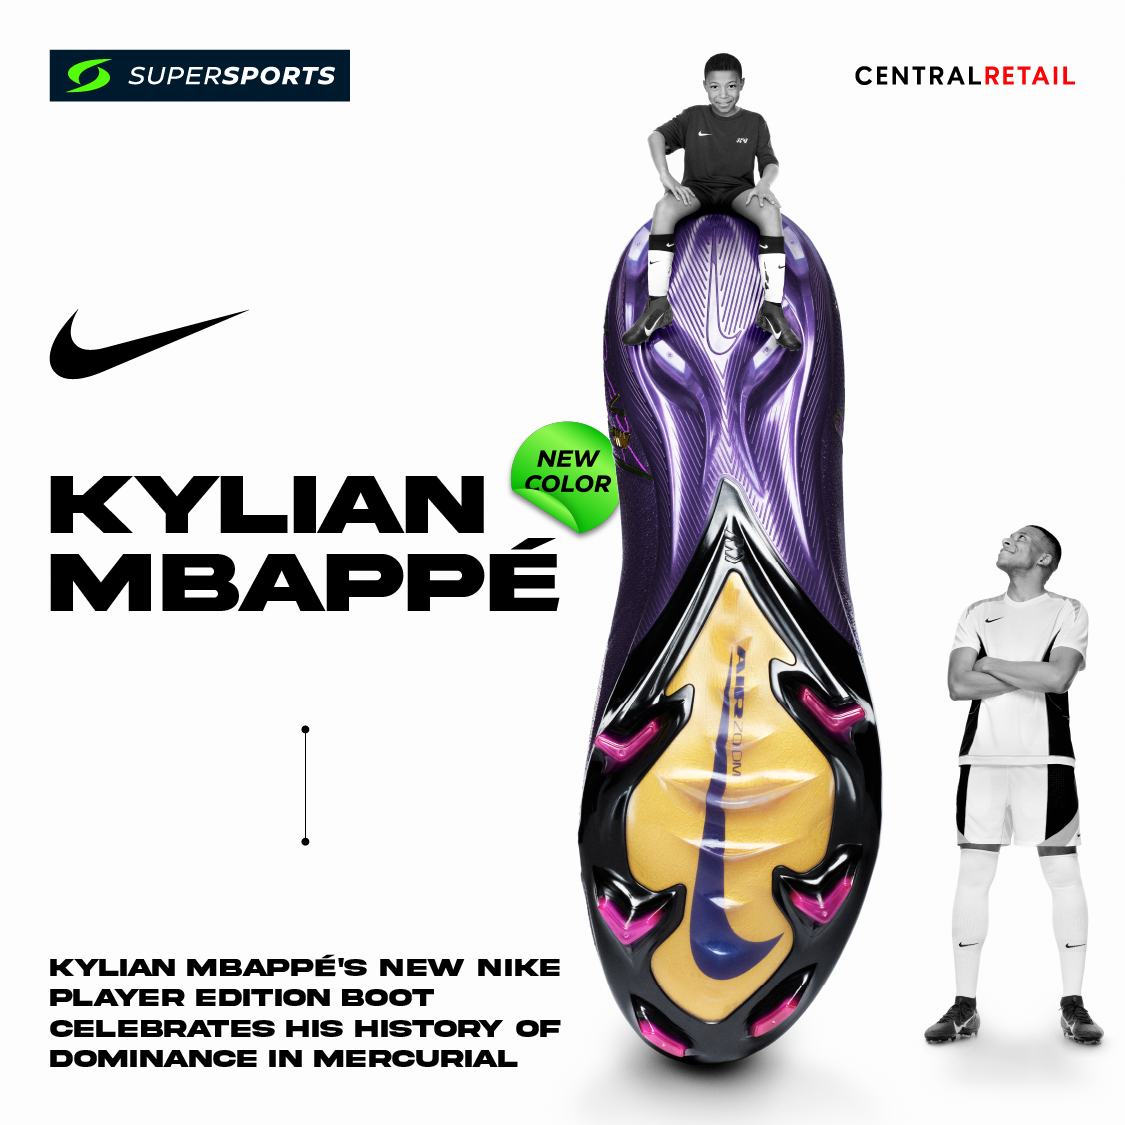 SUPERSPORTS
CENTRALRETAIL
NEW
COLOR
KYLIAN
MBAPPÉ
AIR ZOOM
KYLIAN MBAPPÉ'S NEW NIKE
PLAYER EDITION BOOT
CELEBRATES HIS HISTORY OF
DOMINANCE IN MERCURIAL